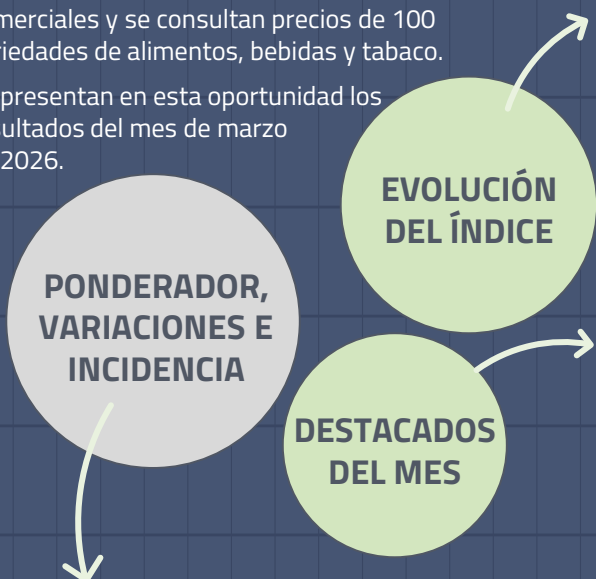 merciales y se consultan precios de 100
riedades de alimentos, bebidas y tabaco.
presentan en esta oportunidad los
sultados del mes de marzo
2026.
EVOLUCIÓN
DEL ÍNDICE
PONDERADOR,
VARIACIONES E
INCIDENCIA
DESTACADOS
DEL MES